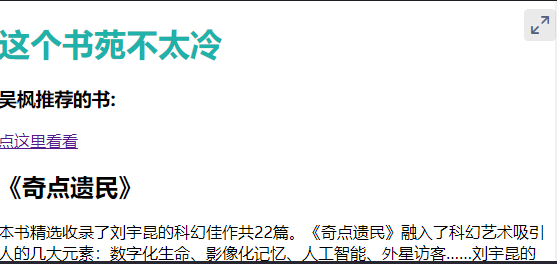 这个书苑不太冷
吴枫推荐的书:
点这里看看
《奇点遗民》
本书精选收录了刘宇昆的科幻佳作共22篇。《奇点遗民》融入了科幻艺术吸引
人的几大元素：数字化生命、影像化记忆、人工智能、外星访客……刘宇昆的